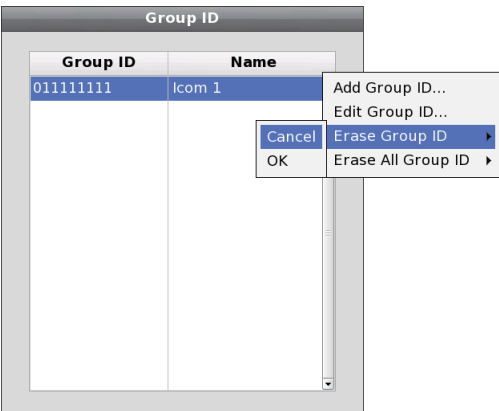 Group ID
Group ID Name
011111111 Icom 1
Add Group ID...
Edit Group ID...
Erase Group ID
Erase All Group ID
Cancel
OK